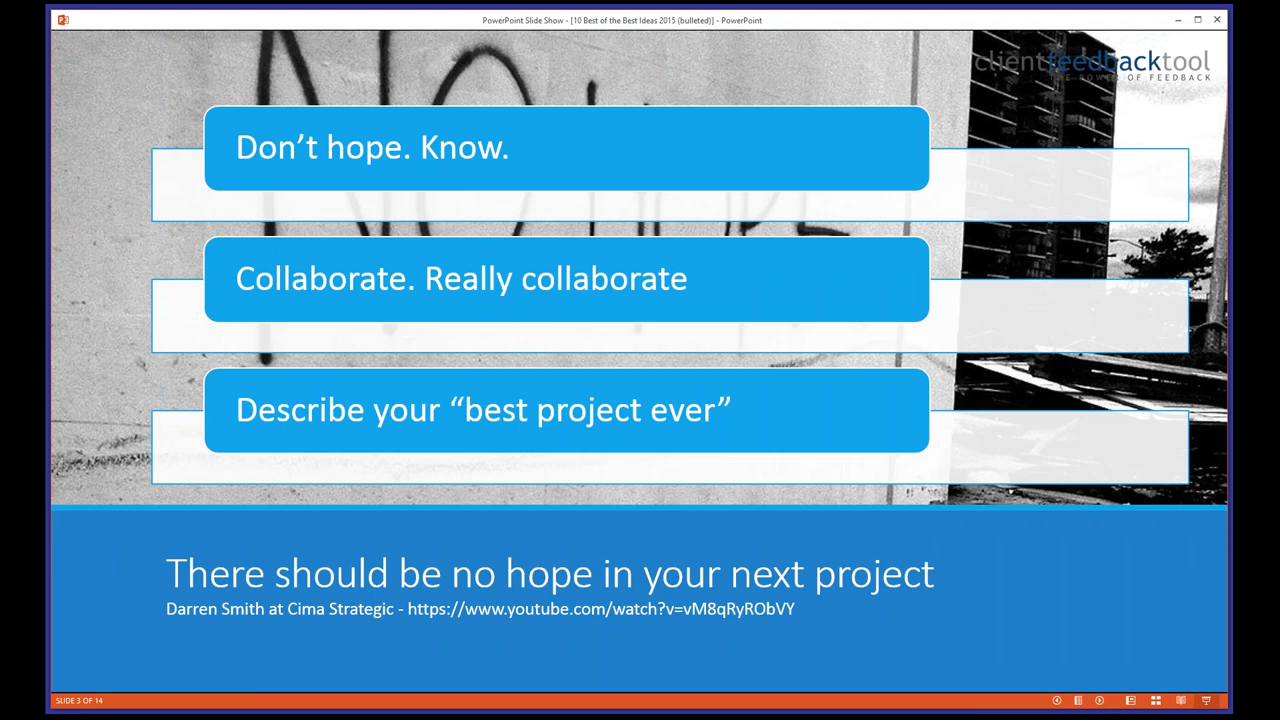 PowerPoint Slide Show - [10 Best of the Best Ideas 2015 (bulleted)] - PowerPoint
clientfeedbacktool
THE POWER OF FEEDBACK
Don’t hope. Know.
Collaborate. Really collaborate
Describe your “best project ever”
There should be no hope in your next project
Darren Smith at Cima Strategic - https://www.youtube.com/watch?v=vM8qRyRObVY
SLIDE 3 OF 14